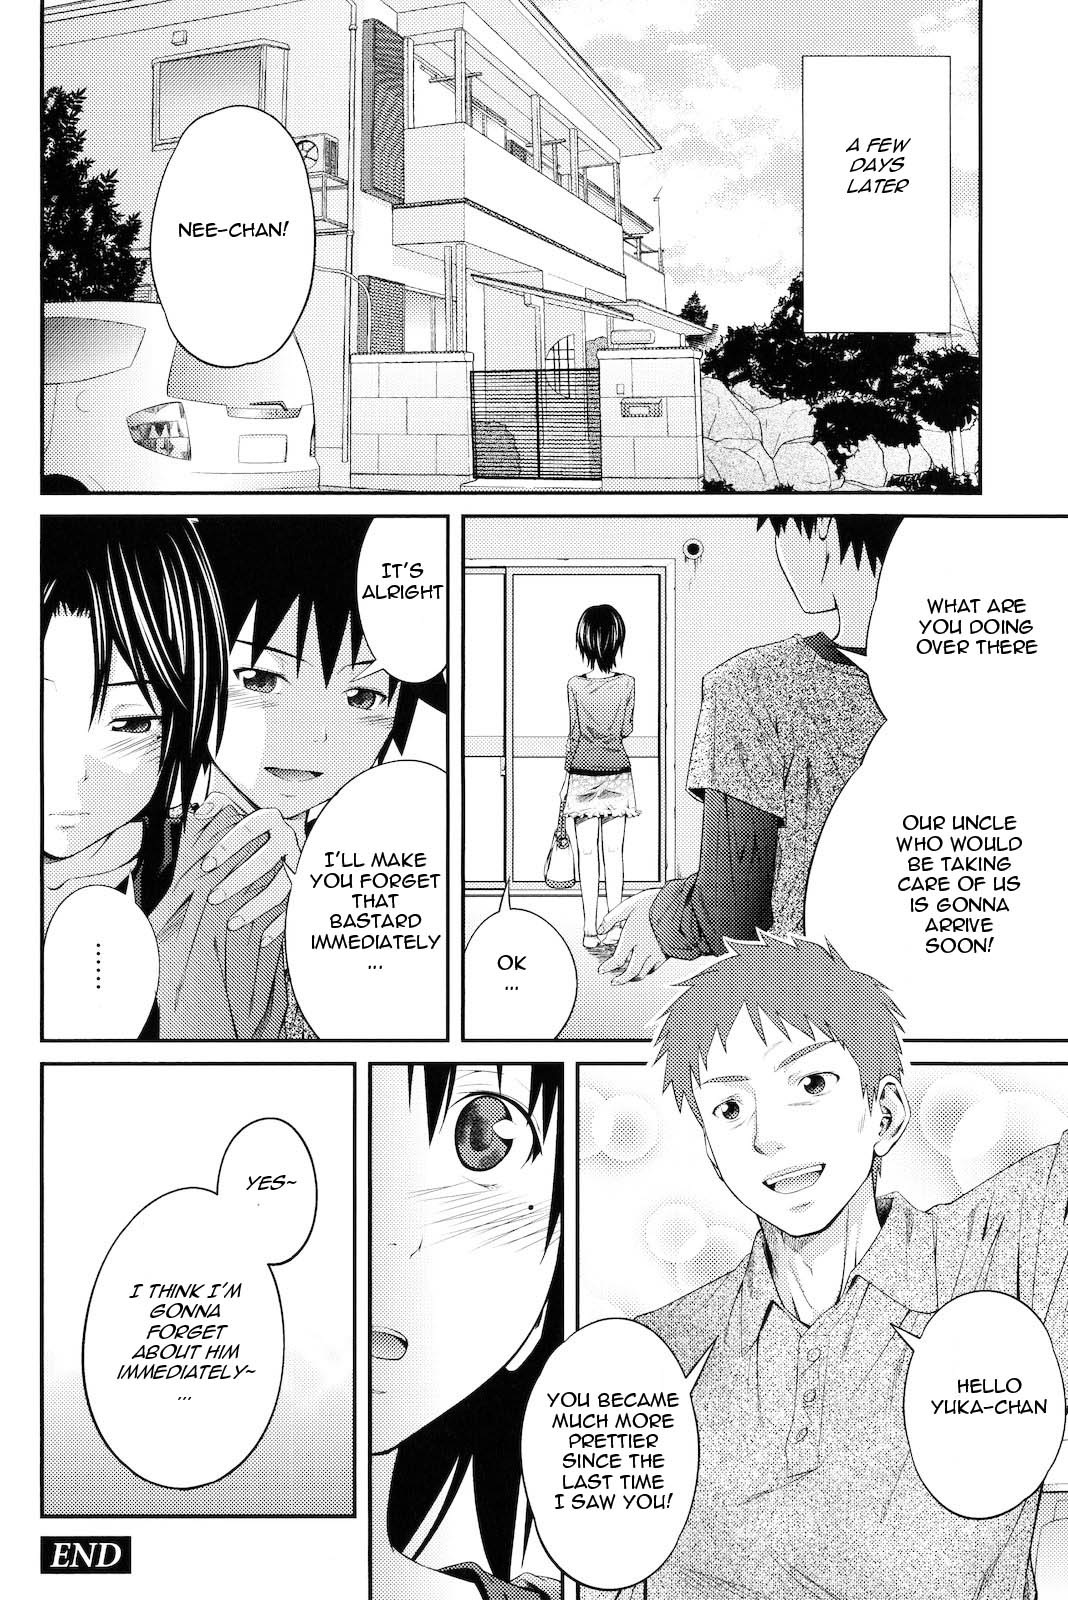 A FEW
DAYS
LATER
NEE-CHAN!
WHAT ARE
YOU DOING
OVER THERE
OUR UNCLE
WHO WOULD
BE TAKING
CARE OF US
IS GONNA
ARRIVE
SOON!
OK
...
IT'S
ALRIGHT
I'LL MAKE
YOU FORGET
THAT
BASTARD
IMMEDIATELY
...
......
HELLO
YUKA-CHAN
YOU BECAME
MUCH MORE
PRETTIER
SINCE THE
LAST TIME
I SAW YOU!
YES~
I THINK I'M
GONNA
FORGET
ABOUT HIM
IMMEDIATELY~
...
END